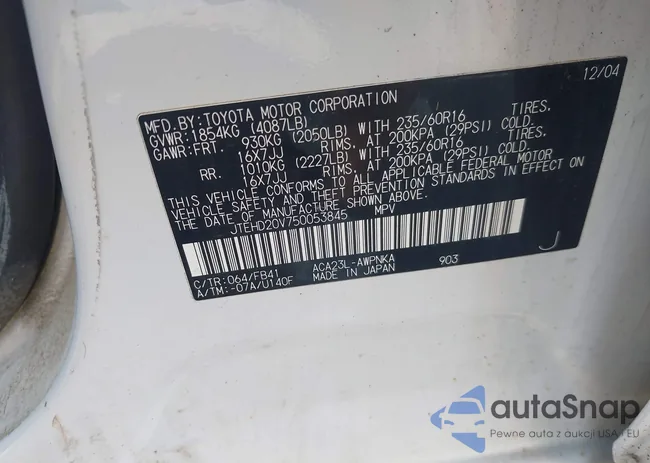 12/04
MFD.BY:TOYOTA MOTOR CORPORATION
GVWR:1854KG (4087LB)
GAWR:FRT. 930KG (2050LB) WITH 235/60R16 TIRES,
16X7JJ RIMS, AT 200KPA (29PSI) COLD.
RR. 1010KG (2227LB) WITH 235/60R16 TIRES,
16X7JJ RIMS, AT 200KPA (29PSI) COLD.
THIS VEHICLE CONFORMS TO ALL APPLICABLE FEDERAL MOTOR
VEHICLE SAFETY AND THEFT PREVENTION STANDARDS IN EFFECT ON
THE DATE OF MANUFACTURE SHOWN ABOVE.
JTEHD20V750053845 MPV
J
C/TR:064/FB41 ACA23L-AWPNKA 903
A/TM:-07A/U140F MADE IN JAPAN
autaSnap
Pewne auta z aukcji USA i EU